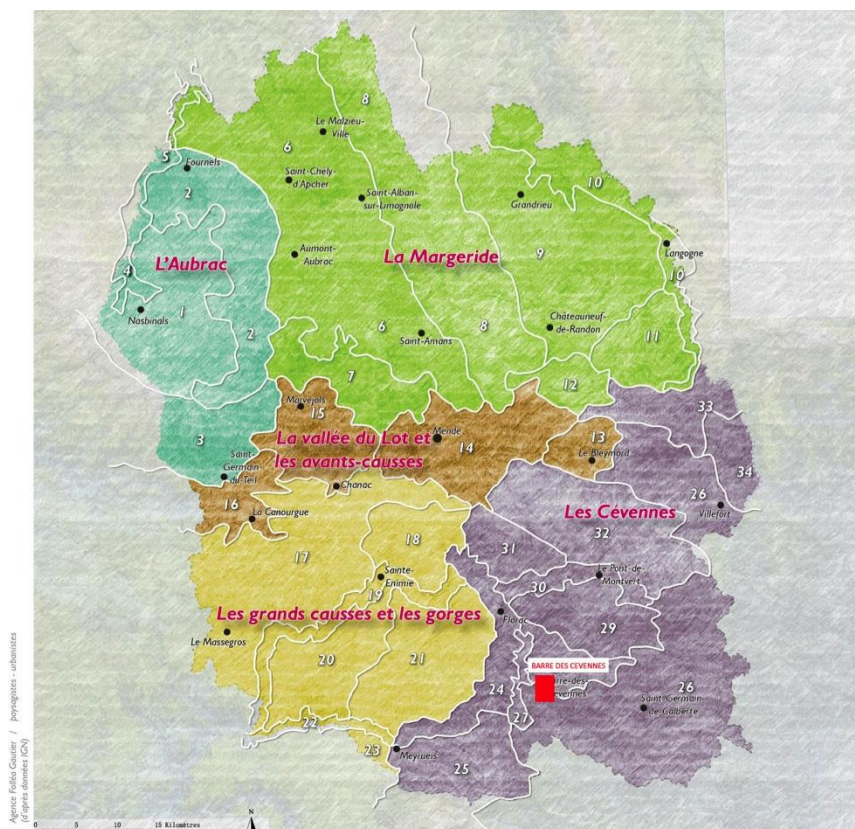 8
Le Malzieu-
Ville
6
5
Fournels
2
Saint-Chely
d'Apcher
Saint-Alban
sur-Limagnole
10
Grandrieu
Aumont-
Aubrac
L'Aubrac
La Margeride
9
Langogne
10
4
1
Nasbinals
2
6
Saint-Amans
8
Châteauneuf-
de-Randon
11
7
12
Marvejols
15
3
La vallée du Lot et
les avants-causses
Mende
14
13
Le Bleymard
33
34
Saint-
Germain
du-Teil
Chanac
16
La Canourgue
26
Villefort
Les Cévennes
32
17
18
31
Sainte-
Enimie
19
30
Le Pont-de-
Montvert
Les grands causses et les gorges
Florac
29
Le Massegros
20
21
BARRE DES CEVENNES
rre-des-
evennes
24
26
Saint-Germain
de-Calberte
27
22
23
Meyrueis
25
Agence Folléa Gautier / paysagistes - urbanistes
(d'après données IGN)
0 5 10 15 Kilomètres
N